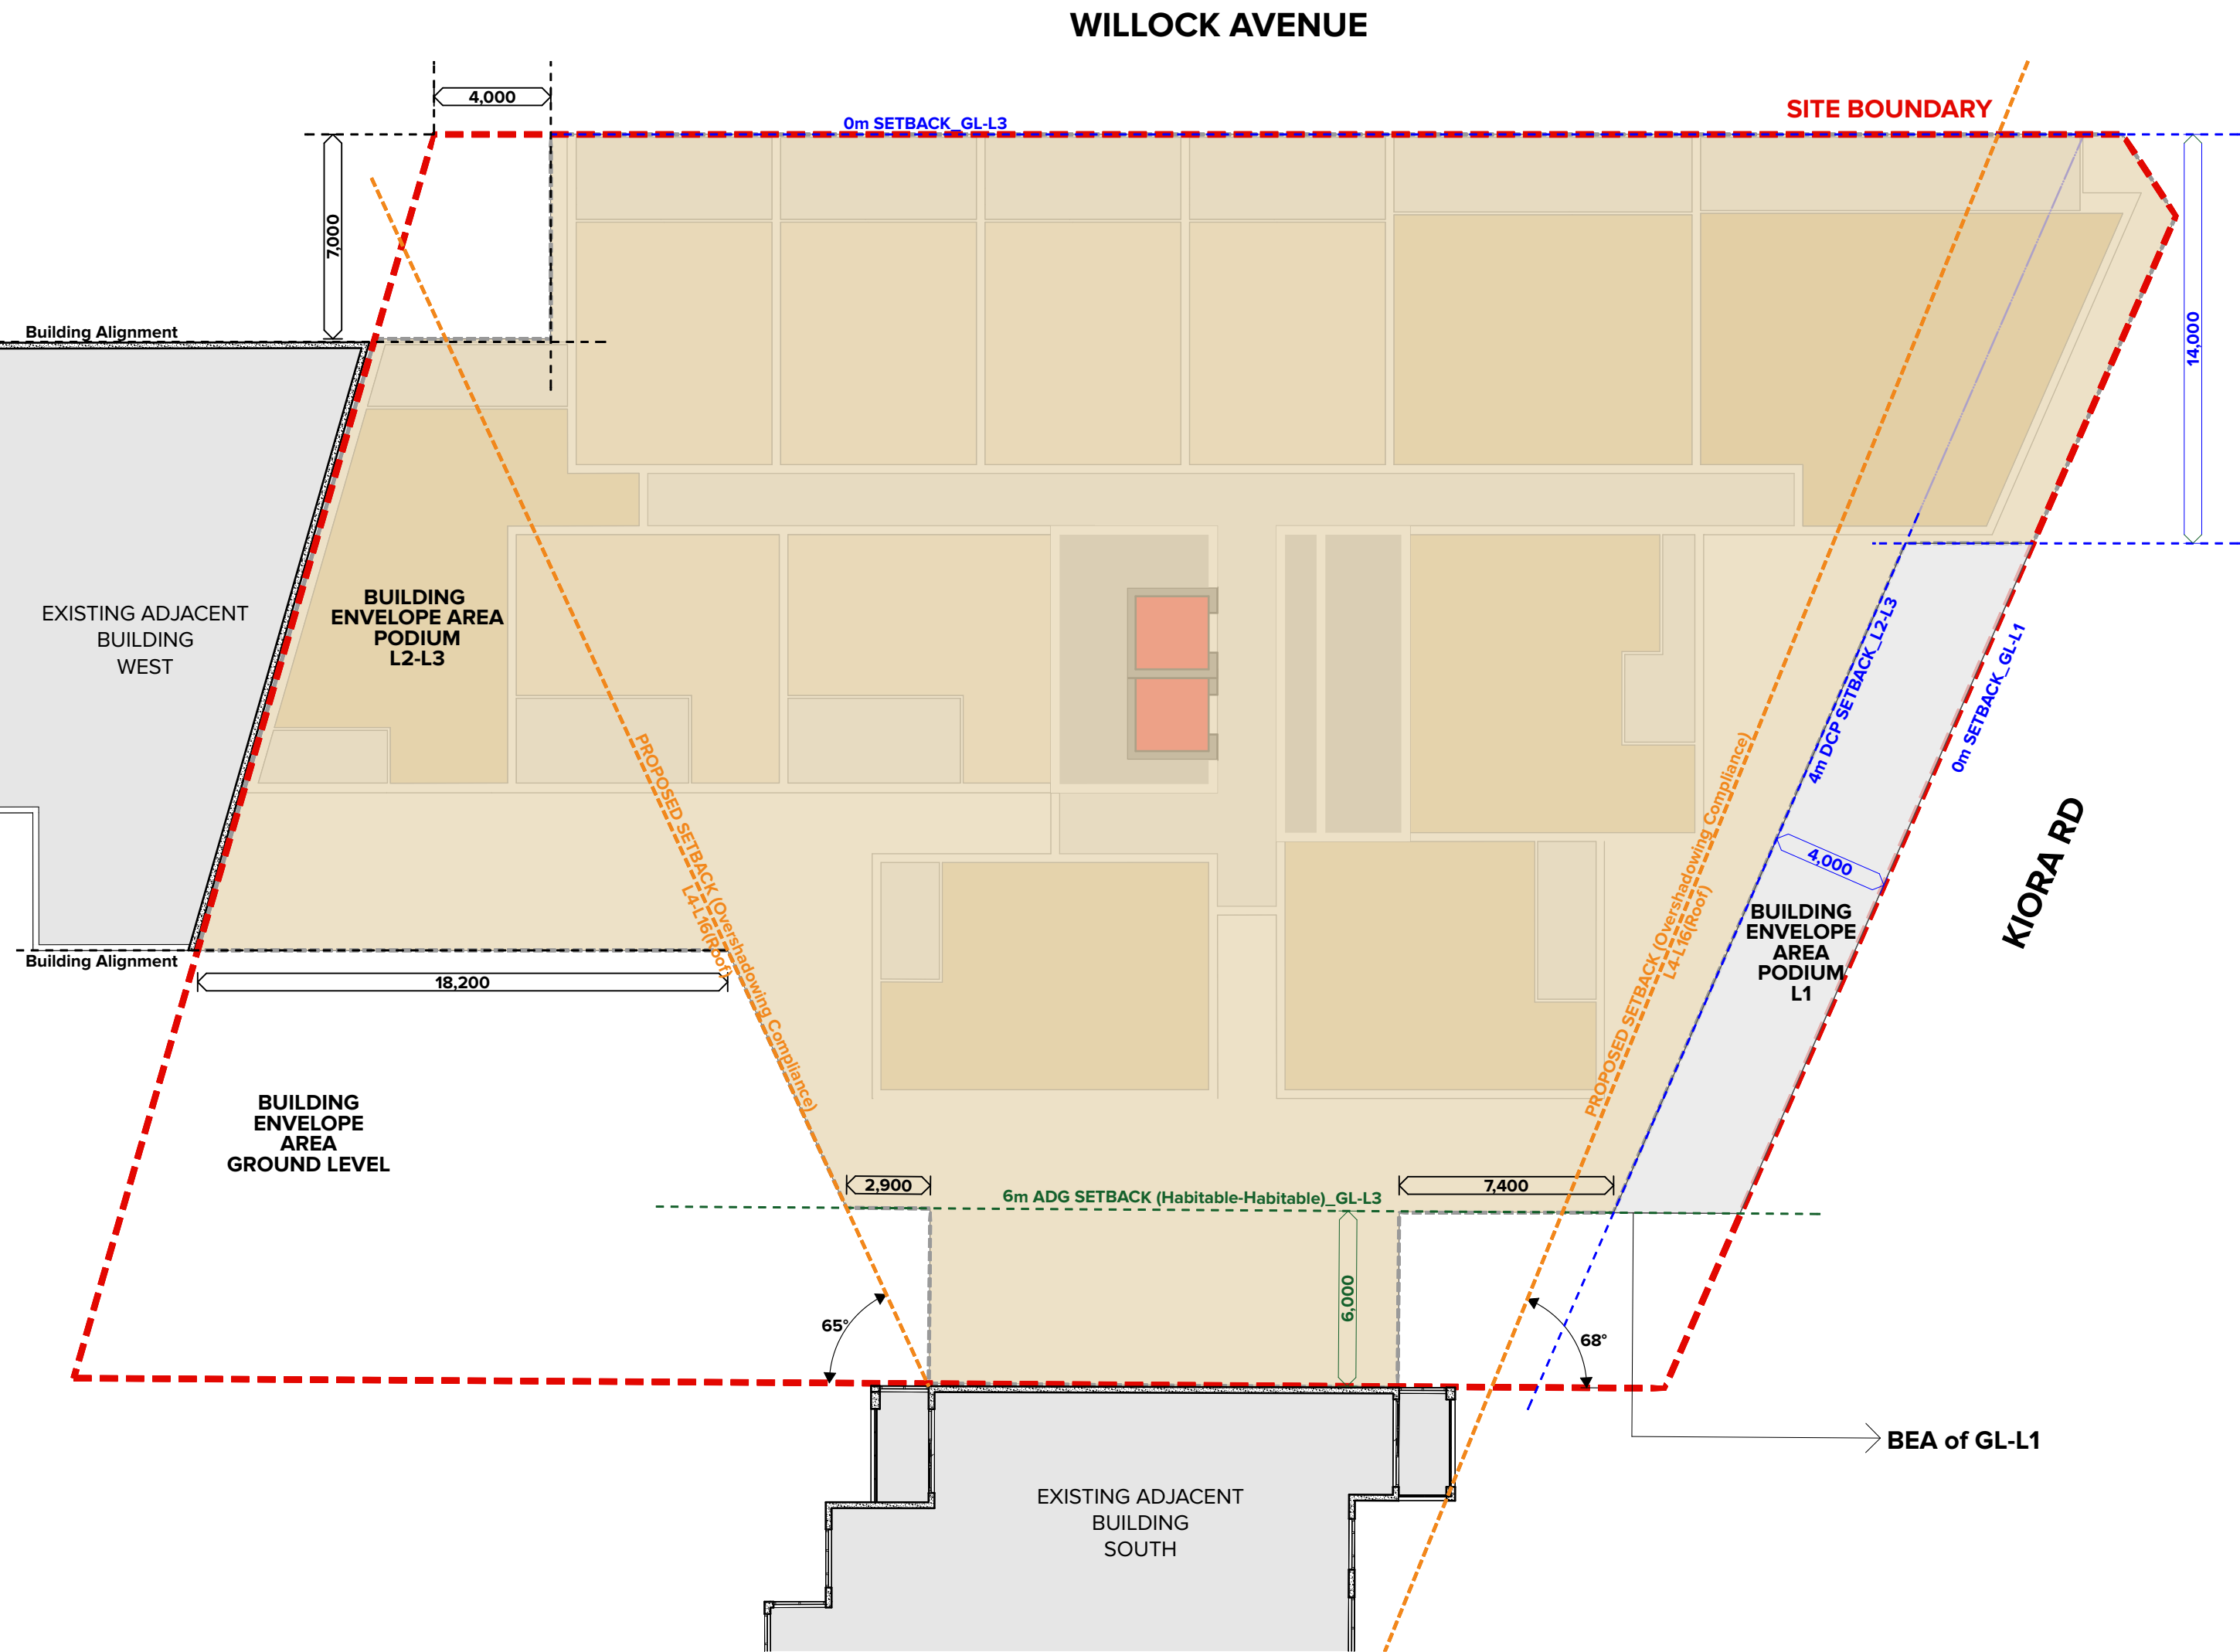 WILLOCK AVENUE
4,000
SITE BOUNDARY
0m SETBACK_GL-L3
7,000
Building Alignment
14,000
EXISTING ADJACENT
BUILDING
WEST
BUILDING
ENVELOPE AREA
PODIUM
L2-L3
4m DCP SETBACK_L2-L3
0m SETBACK_GL-L1
PROPOSED SETBACK (Overshadowing Compliance)
L4-L16(Roof)
PROPOSED SETBACK (Overshadowing Compliance)
L4-L16(Roof)
4,000
KIORA RD
BUILDING
ENVELOPE
AREA
PODIUM
L1
Building Alignment
18,200
BUILDING
ENVELOPE
AREA
GROUND LEVEL
2,900
6m ADG SETBACK (Habitable-Habitable)_GL-L3
7,400
6,000
65°
68°
BEA of GL-L1
EXISTING ADJACENT
BUILDING
SOUTH